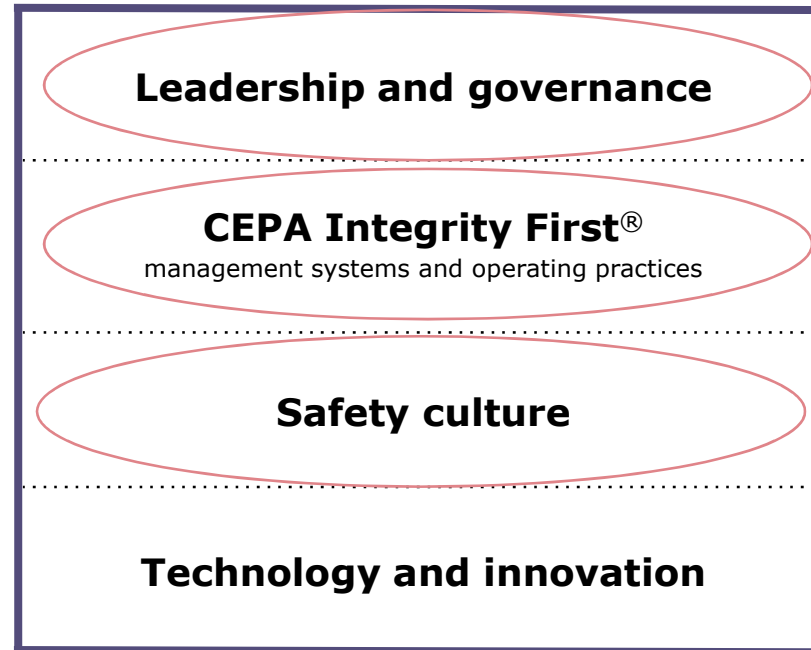 Leadership and governance
CEPA Integrity First®
management systems and operating practices
Safety culture
Technology and innovation